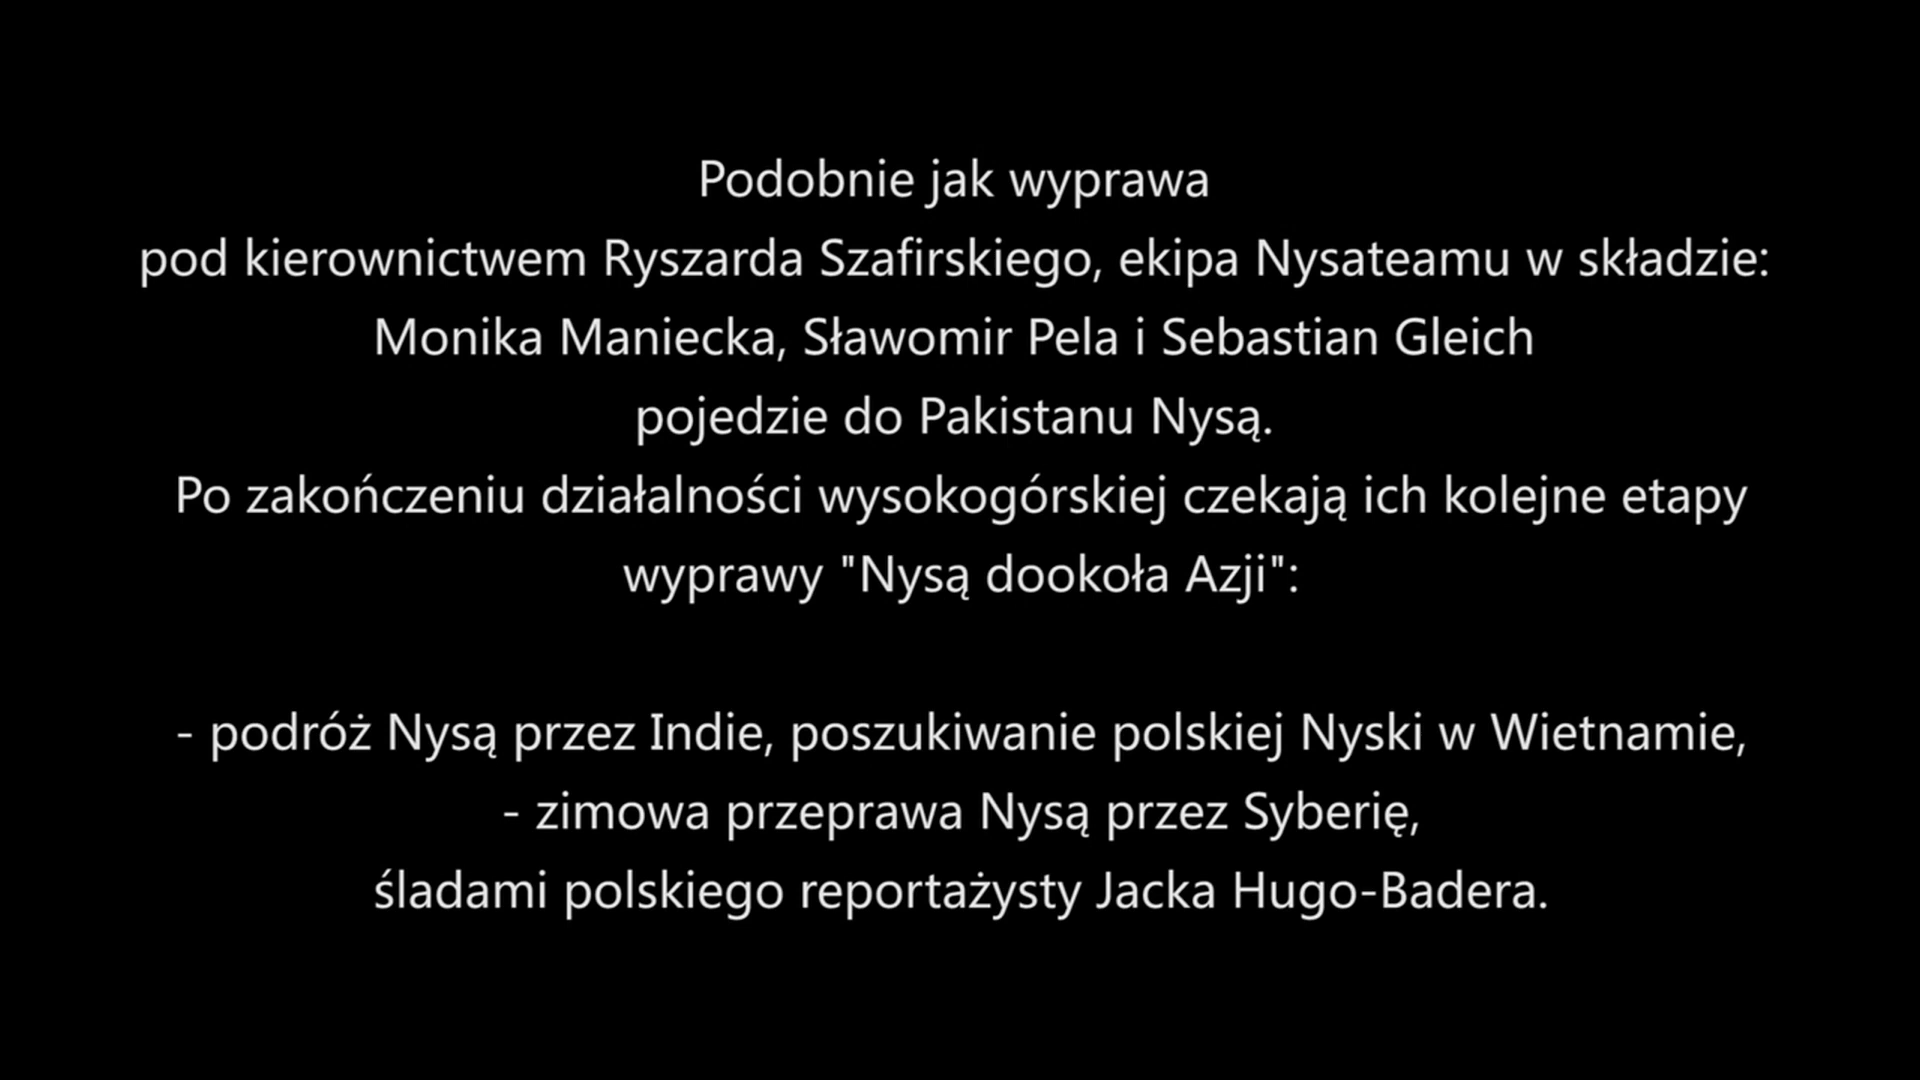 Podobnie jak wyprawa
pod kierownictwem Ryszarda Szafirskiego, ekipa Nysateamu w składzie:
Monika Maniecka, Sławomir Pela i Sebastian Gleich
pojedzie do Pakistanu Nysą.
Po zakończeniu działalności wysokogórskiej czekają ich kolejne etapy
wyprawy "Nysą dookoła Azji":
- podróż Nysą przez Indie, poszukiwanie polskiej Nyski w Wietnamie,
- zimowa przeprawa Nysą przez Syberię,
śladami polskiego reportażysty Jacka Hugo-Badera.